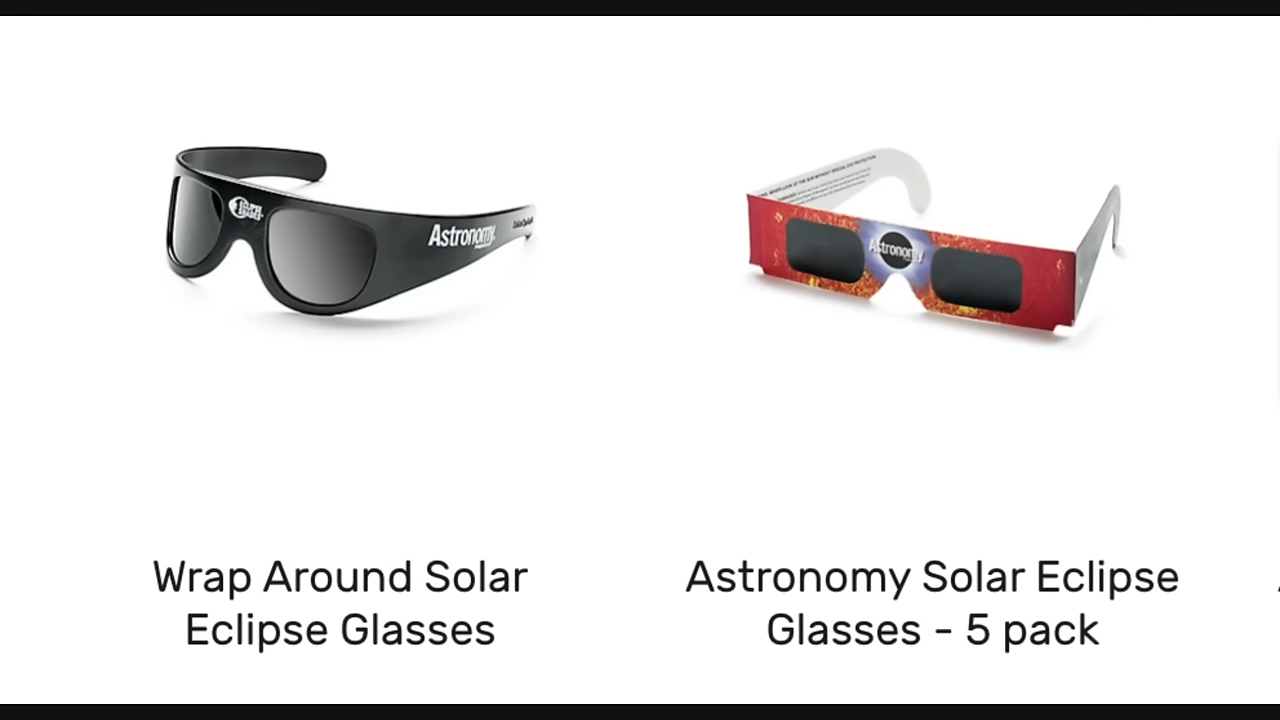 Astronomy
Astronomy
Wrap Around Solar
Eclipse Glasses
Astronomy Solar Eclipse
Glasses - 5 pack